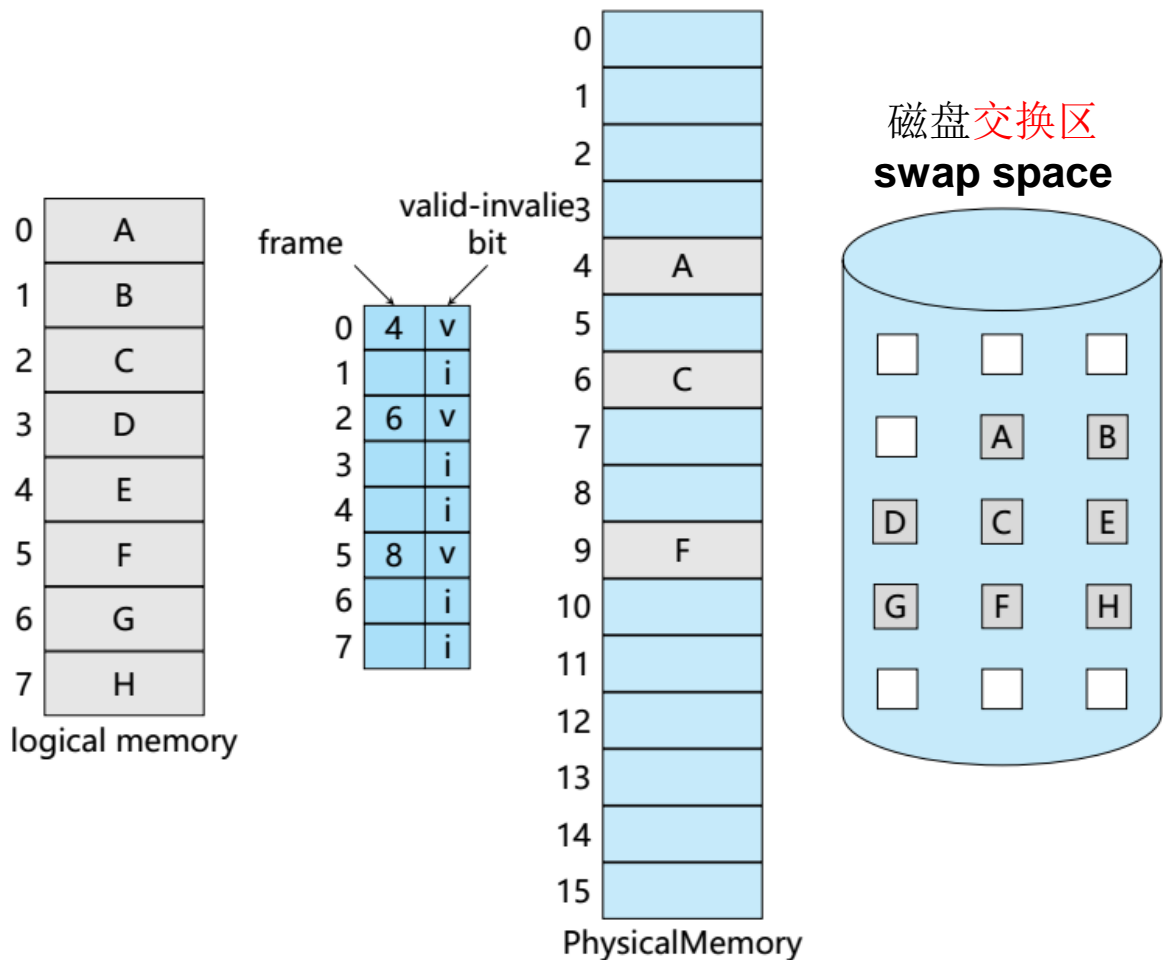 0 A
1 B
2 C
3 D
4 E
5 F
6 G
7 H
logical memory
frame
valid-invalie
bit
0 4 v
1 i
2 6 v
3 i
4 i
5 8 v
6 i
7 i
0
1
2
3
4 A
5
6 C
7
8
9 F
10
11
12
13
14
15
PhysicalMemory
磁盘交换区
swap space
A B
D C E
G F H